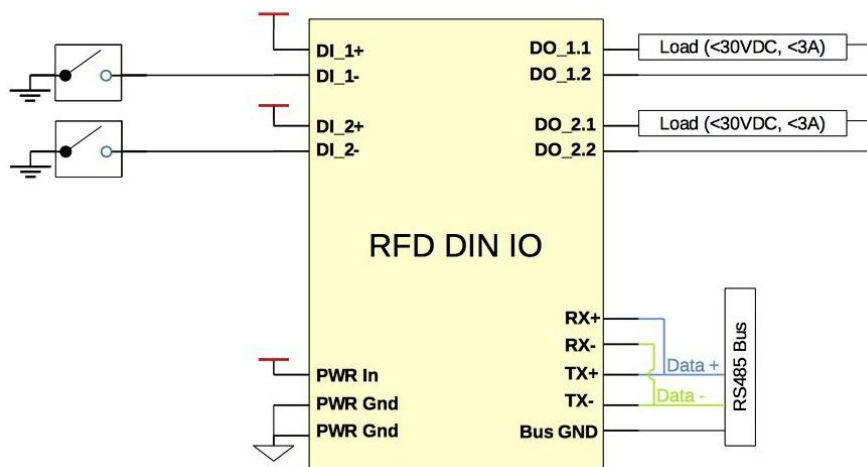 DI_1+
DI_1-
DI_2+
DI_2-
DO_1.1
DO_1.2
DO_2.1
DO_2.2
Load (<30VDC, <3A)
Load (<30VDC, <3A)
RFD DIN IO
PWR In
PWR Gnd
PWR Gnd
RX+
RX-
TX+
TX-
Bus GND
Data +
Data -
RS485 Bus